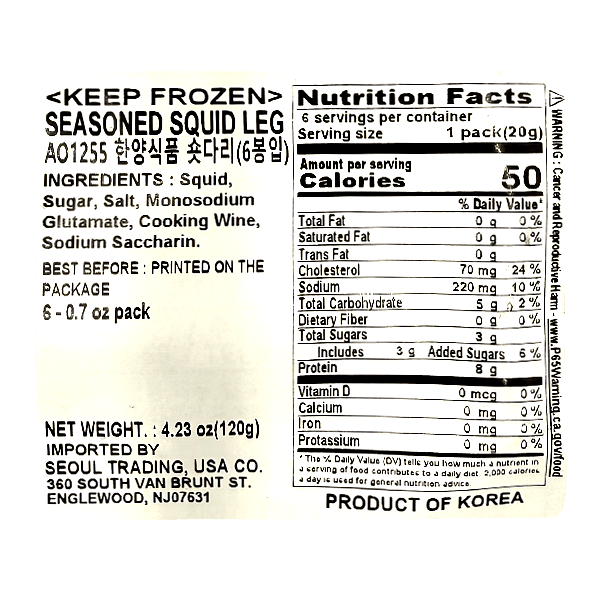 <KEEP FROZEN>
SEASONED SQUID LEG
AO1255 한양식품 숏다리(6봉입)
INGREDIENTS : Squid,
Sugar, Salt, Monosodium
Glutamate, Cooking Wine,
Sodium Saccharin.
BEST BEFORE : PRINTED ON THE
PACKAGE
6 - 0.7 oz pack
NET WEIGHT. : 4.23 oz(120g)
IMPORTED BY
SEOUL TRADING, USA CO.
360 SOUTH VAN BRUNT ST.
ENGLEWOOD, NJ07631
Nutrition Facts
6 servings per container
Serving size 1 pack(20g)
Amount per serving
Calories 50
% Daily Value*
Total Fat 0 g 0 %
Saturated Fat 0 g 0 %
Trans Fat 0 g
Cholesterol 70 mg 24 %
Sodium 220 mg 10 %
Total Carbohydrate 5 g 2 %
Dietary Fiber 0 g 0 %
Total Sugars 3 g
Includes 3 g Added Sugars 6 %
Protein 8 g
Vitamin D 0 mcg 0 %
Calcium 0 mg 0 %
Iron 0 mg 0 %
Potassium 0 mg 0 %
* The % Daily Value (DV) tells you how much a nutrient in
a serving of food contributes to a daily diet. 2,000 calories
a day is used for general nutrition advice.
PRODUCT OF KOREA
⚠ WARNING : Cancer and Reproductive Harm - www.P65Warning.ca.gov/food